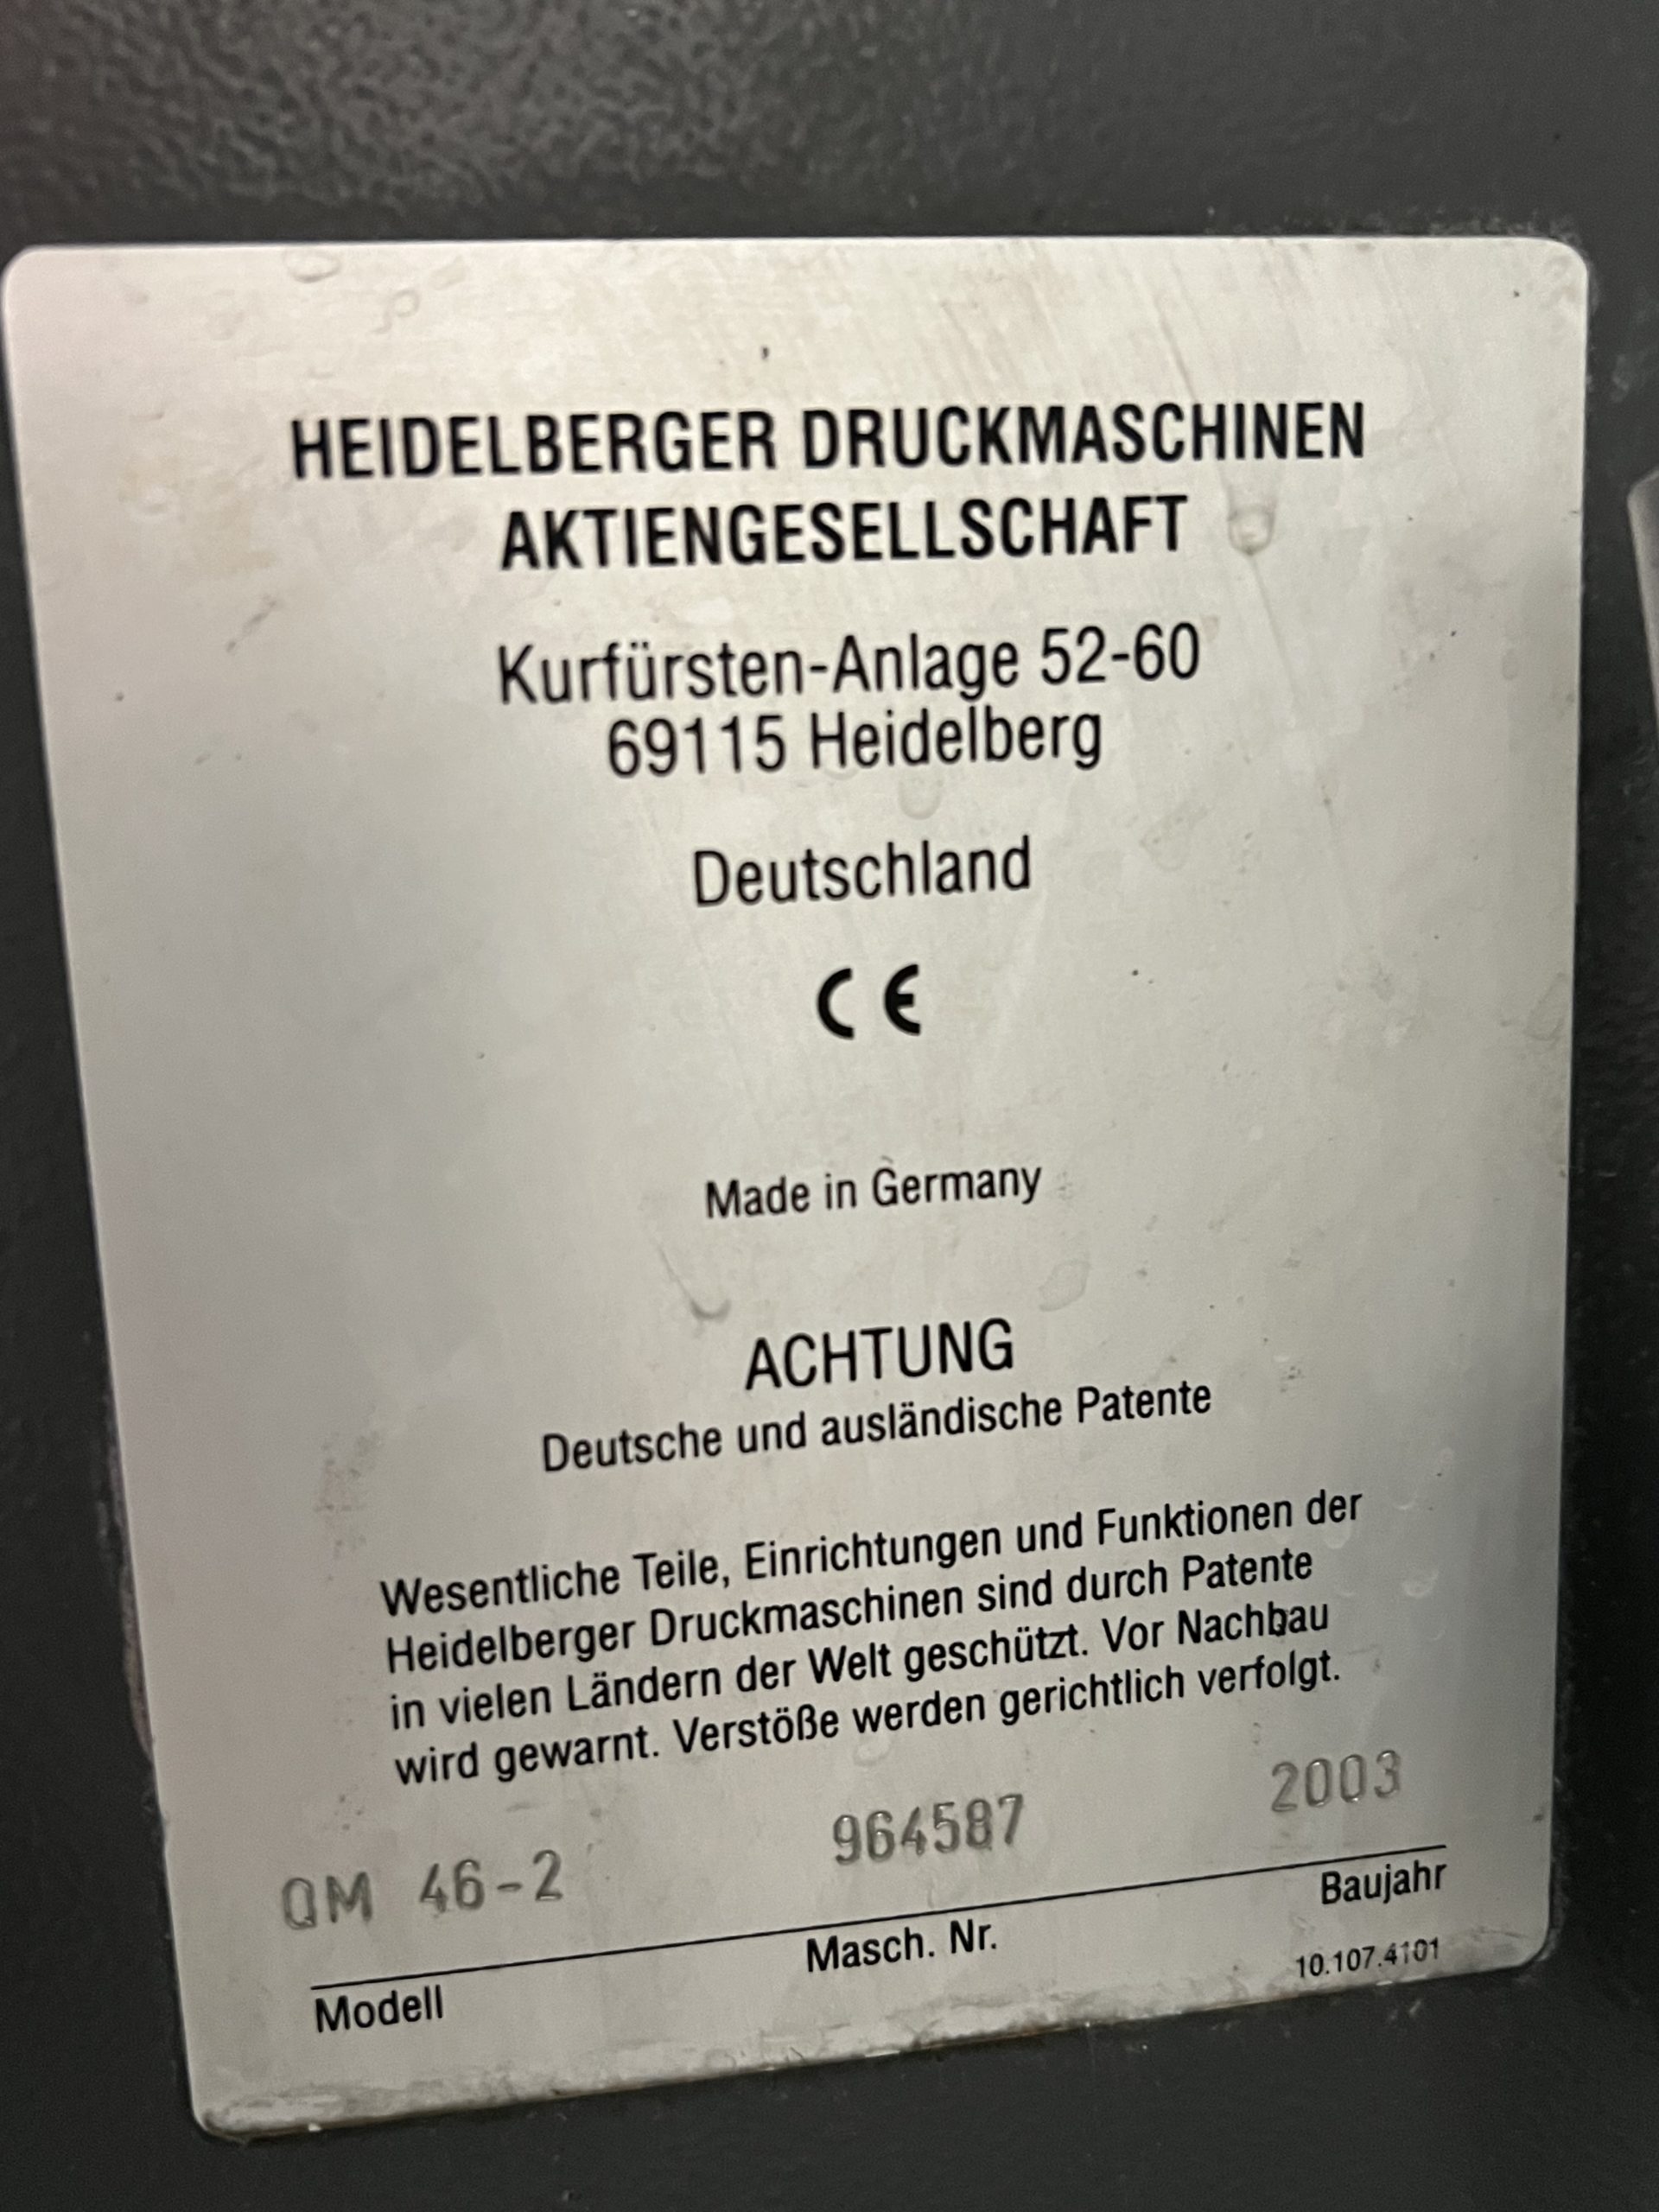 HEIDELBERGER DRUCKMASCHINEN
AKTIENGESELLSCHAFT
Kurfürsten-Anlage 52-60
69115 Heidelberg
Deutschland
CE
Made in Germany
ACHTUNG
Deutsche und ausländische Patente
Wesentliche Teile, Einrichtungen und Funktionen der
Heidelberger Druckmaschinen sind durch Patente
in vielen Ländern der Welt geschützt. Vor Nachbau
wird gewarnt. Verstöße werden gerichtlich verfolgt.
QM 46-2 964587 2003
Modell Masch. Nr. Baujahr
10.107.4101